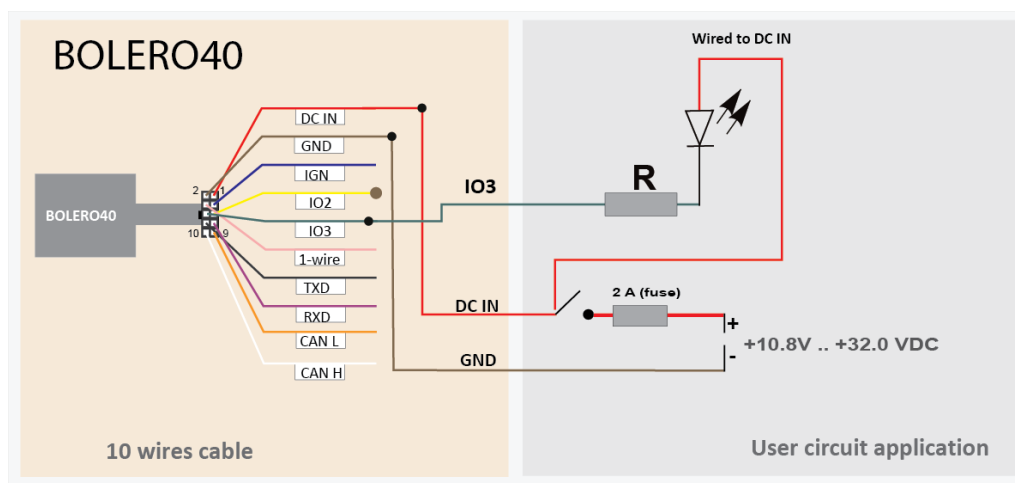 BOLERO40
Wired to DC IN
DC IN
GND
IGN
IO2
IO3
1-wire
TXD
RXD
CAN L
CAN H
2
1
10
9
BOLERO40
IO3
R
DC IN
2 A (fuse)
+
+10.8V .. +32.0 VDC
-
GND
10 wires cable
User circuit application